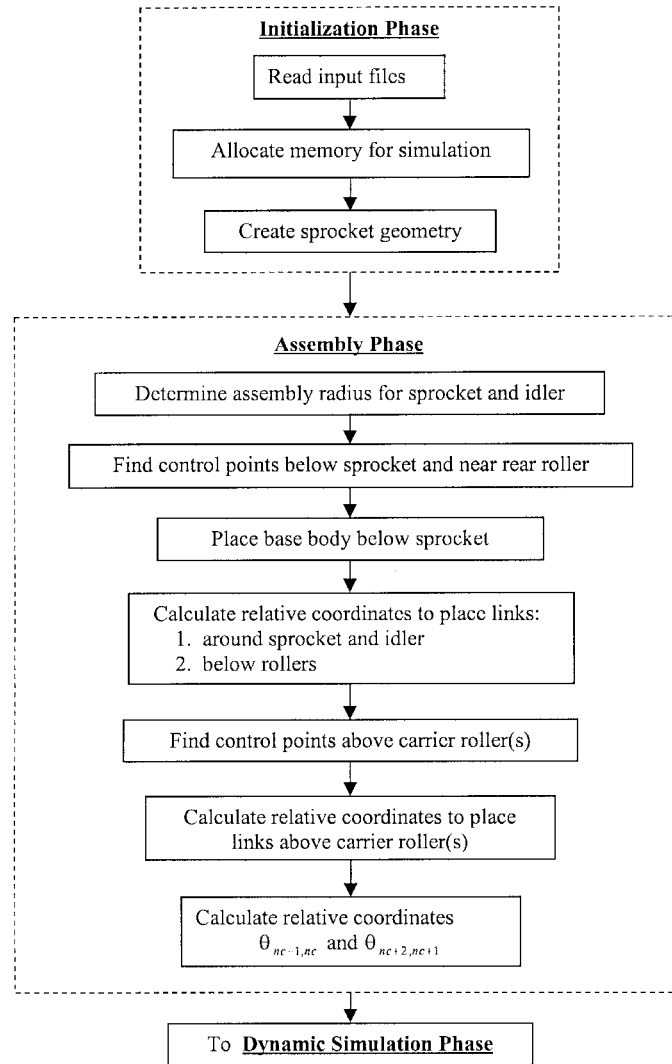 Initialization Phase
Read input files
Allocate memory for simulation
Create sprocket geometry
Assembly Phase
Determine assembly radius for sprocket and idler
Find control points below sprocket and near rear roller
Place base body below sprocket
Calculate relative coordinates to place links:
1. around sprocket and idler
2. below rollers
Find control points above carrier roller(s)
Calculate relative coordinates to place
links above carrier roller(s)
Calculate relative coordinates
θnc-1,nc and θnc+2,nc+1
To Dynamic Simulation Phase